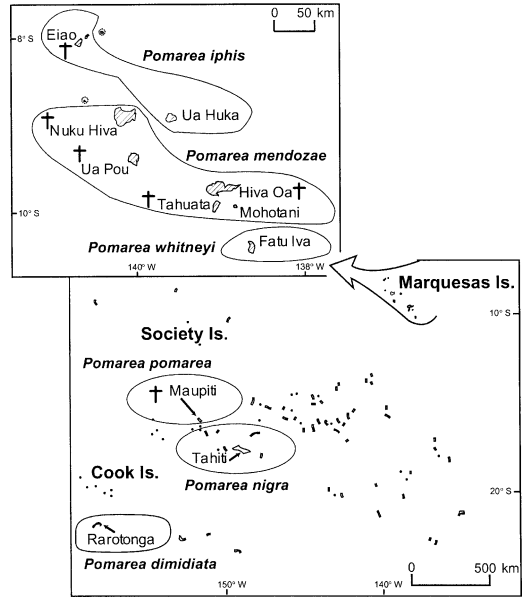 0 50 km
8° S
Eiao
Pomarea iphis
Ua Huka
Nuku Hiva
Pomarea mendozae
Ua Pou
Hiva Oa
Tahuata
Mohotani
10° S
Pomarea whitneyi
Fatu Iva
140° W
138° W
Marquesas Is.
10° S
Society Is.
Pomarea pomarea
Maupiti
Tahiti
Cook Is.
Pomarea nigra
20° S
Rarotonga
Pomarea dimidiata
0 500 km
150° W
140° W